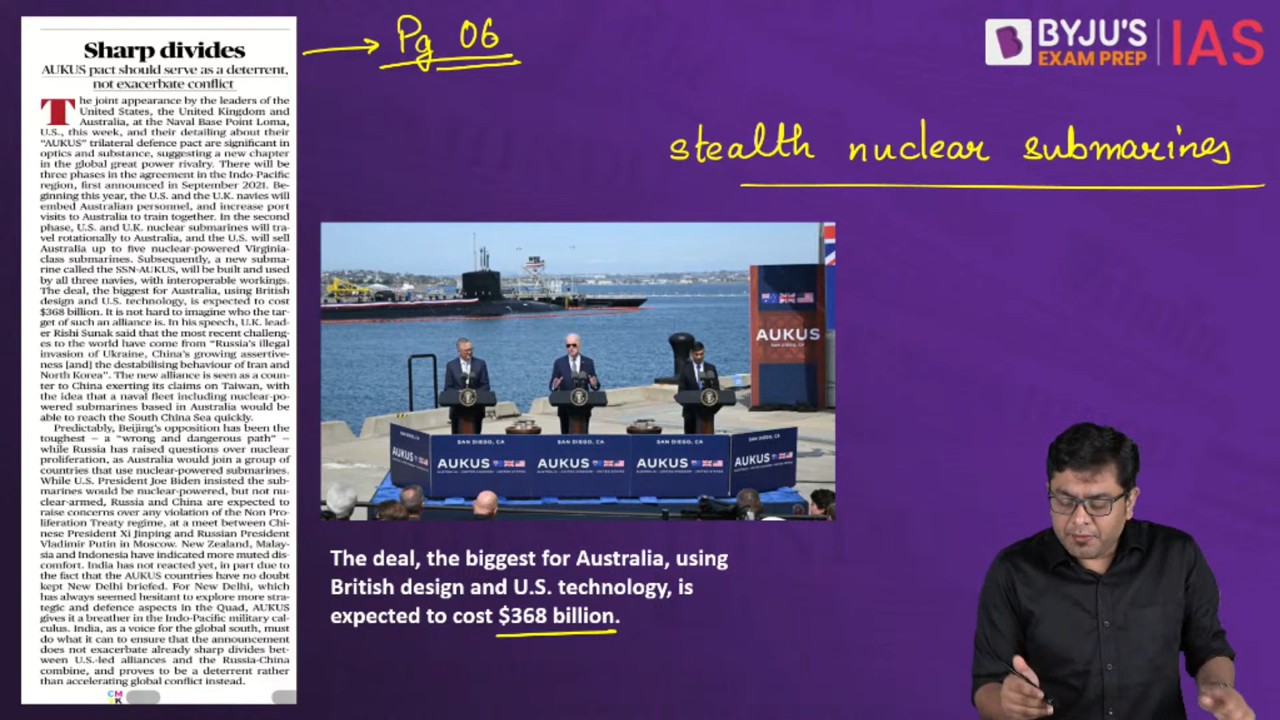 Sharp divides
AUKUS pact should serve as a deterrent,
not exacerbate conflict
The joint appearance by the leaders of the
United States, the United Kingdom and
Australia, at the Naval Base Point Loma,
U.S., this week, and their detailing about their
“AUKUS” trilateral defence pact are significant in
optics and substance, suggesting a new chapter
in the global great power rivalry. There will be
three phases in the agreement in the Indo-Pacific
region, first announced in September 2021. Be-
ginning this year, the U.S. and the U.K. navies will
embed Australian personnel, and increase port
visits to Australia to train together. In the second
phase, U.S. and U.K. nuclear submarines will tra-
vel rotationally to Australia, and the U.S. will sell
Australia up to five nuclear-powered Virginia-
class submarines. Subsequently, a new subma-
rine called the SSN-AUKUS, will be built and used
by all three navies, with interoperable workings.
The deal, the biggest for Australia, using British
design and U.S. technology, is expected to cost
$368 billion. It is not hard to imagine who the tar-
get of such an alliance is. In his speech, U.K. lead-
er Rishi Sunak said that the most recent challeng-
es to the world have come from “Russia’s illegal
invasion of Ukraine, China’s growing assertive-
ness [and] the destabilising behaviour of Iran and
North Korea”. The new alliance is seen as a coun-
ter to China exerting its claims on Taiwan, with
the idea that a naval fleet including nuclear-po-
wered submarines based in Australia would be
able to reach the South China Sea quickly.
Predictably, Beijing’s opposition has been the
toughest – a “wrong and dangerous path” –
while Russia has raised questions over nuclear
proliferation, as Australia would join a group of
countries that use nuclear-powered submarines.
While U.S. President Joe Biden insisted the sub-
marines would be nuclear-powered, but not nu-
clear-armed, Russia and China are expected to
raise concerns over any violation of the Non Pro-
liferation Treaty regime, at a meet between Chi-
nese President Xi Jinping and Russian President
Vladimir Putin in Moscow. New Zealand, Malay-
sia and Indonesia have indicated more muted dis-
comfort. India has not reacted yet, in part due to
the fact that the AUKUS countries have no doubt
kept New Delhi briefed. For New Delhi, which
has always seemed hesitant to explore more stra-
tegic and defence aspects in the Quad, AUKUS
gives it a breather in the Indo-Pacific military cal-
culus. India, as a voice for the global south, must
do what it can to ensure that the announcement
does not exacerbate already sharp divides bet-
ween U.S.-led alliances and the Russia-China
combine, and proves to be a deterrent rather
than accelerating global conflict instead.
CM
K
Pg 06
BYJU'S
EXAM PREP
IAS
stealth nuclear submarines
AUKUS
SAN DIEGO, CA
SAN DIEGO, CA
SAN DIEGO, CA
AUKUS
AUKUS
AUKUS
AUKUS
AUKUS
The deal, the biggest for Australia, using
British design and U.S. technology, is
expected to cost $368 billion.